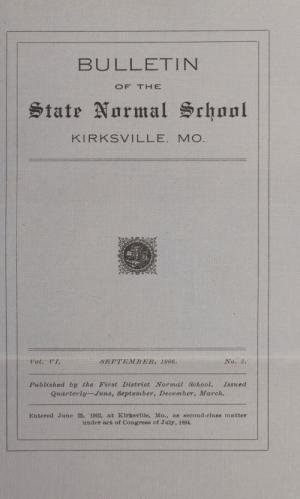 BULLETIN
OF THE
State Normal School
KIRKSVILLE, MO.
Vol. VI. SEPTEMBER, 1906. No. 2.
Published by the First District Normal School. Issued
Quarterly—June, September, December, March.
Entered June 25, 1902, at Kirksville, Mo., as second-class matter
under act of Congress of July, 1894.